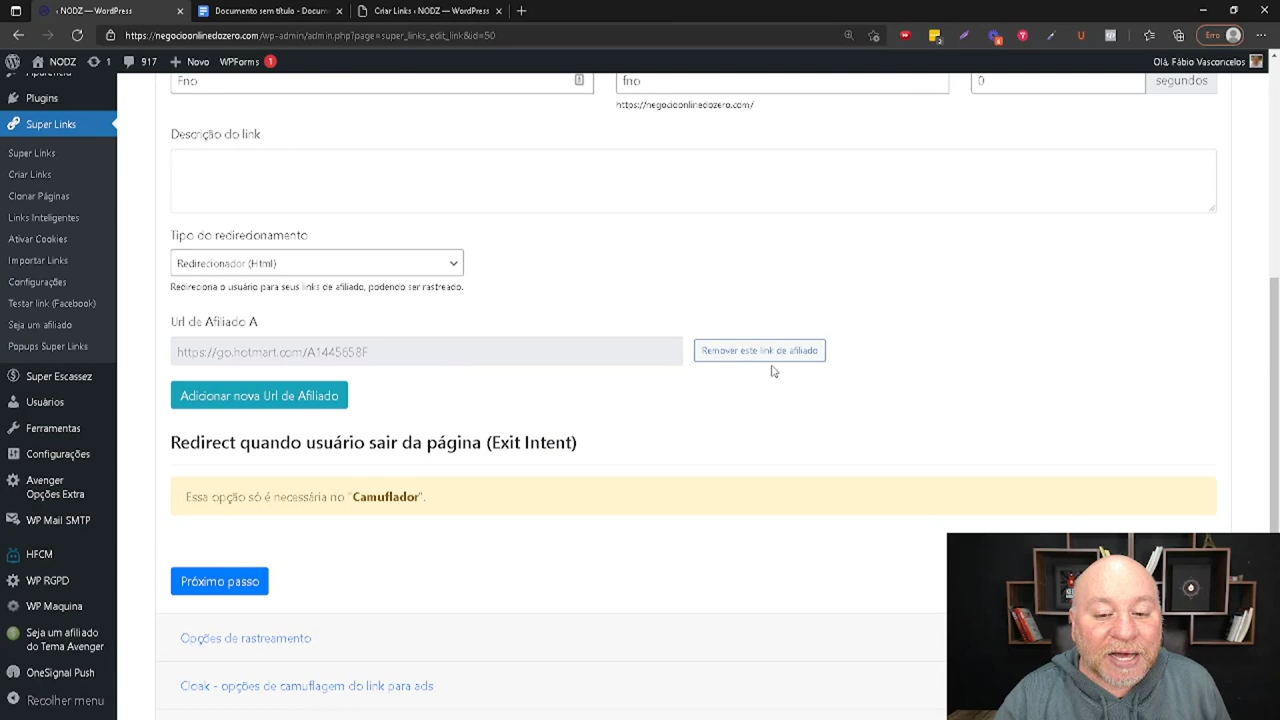 ‹ NODZ — WordPress
Documento sem título - Docum
Criar Links ‹ NODZ — WordPress
https://negocioonlinedozero.com/wp-admin/admin.php?page=super_links_edit_link&id=50
Erro
NODZ
1
917
Novo
WPForms 1
Olá, Fábio Vasconcelos
Aparência
Plugins
Super Links
Super Links
Criar Links
Clonar Páginas
Links Inteligentes
Ativar Cookies
Importar Links
Configurações
Testar link (Facebook)
Seja um afiliado
Popups Super Links
Super Escassez
Usuários
Ferramentas
Configurações
Avenger
Opções Extra
WP Mail SMTP
HFCM
WP RGPD
WP Maquina
Seja um afiliado
do Tema Avenger
OneSignal Push
Recolher menu
Fno
fno
0
segundos
https://negocioonlinedozero.com/
Descrição do link
Tipo do redirecionamento
Redirecionador (Html)
Redireciona o usuário para seus links de afiliado, podendo ser rastreado.
Url de Afiliado A
https://go.hotmart.com/A1445658F
Remover este link de afiliado
Adicionar nova Url de Afiliado
Redirect quando usuário sair da página (Exit Intent)
Essa opção só é necessária no "Camuflador".
Próximo passo
Opções de rastreamento
Cloak - opções de camuflagem do link para ads